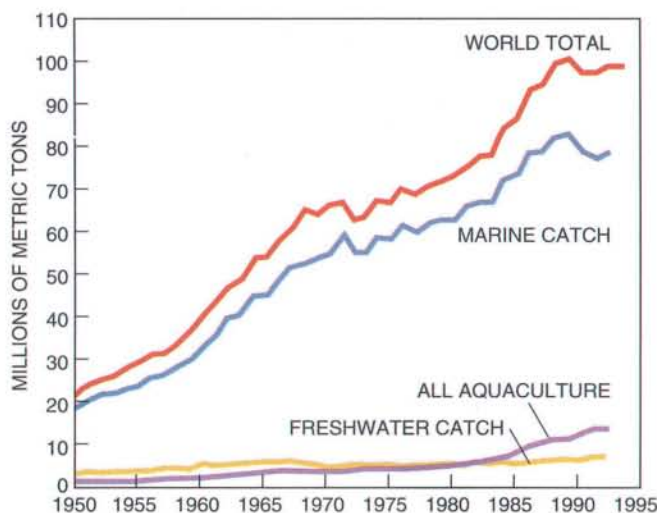 110
100
90
80
70
60
50
40
30
20
10
0
MILLIONS OF METRIC TONS
WORLD TOTAL
MARINE CATCH
ALL AQUACULTURE
FRESHWATER CATCH
1950 1955 1960 1965 1970 1975 1980 1985 1990 1995